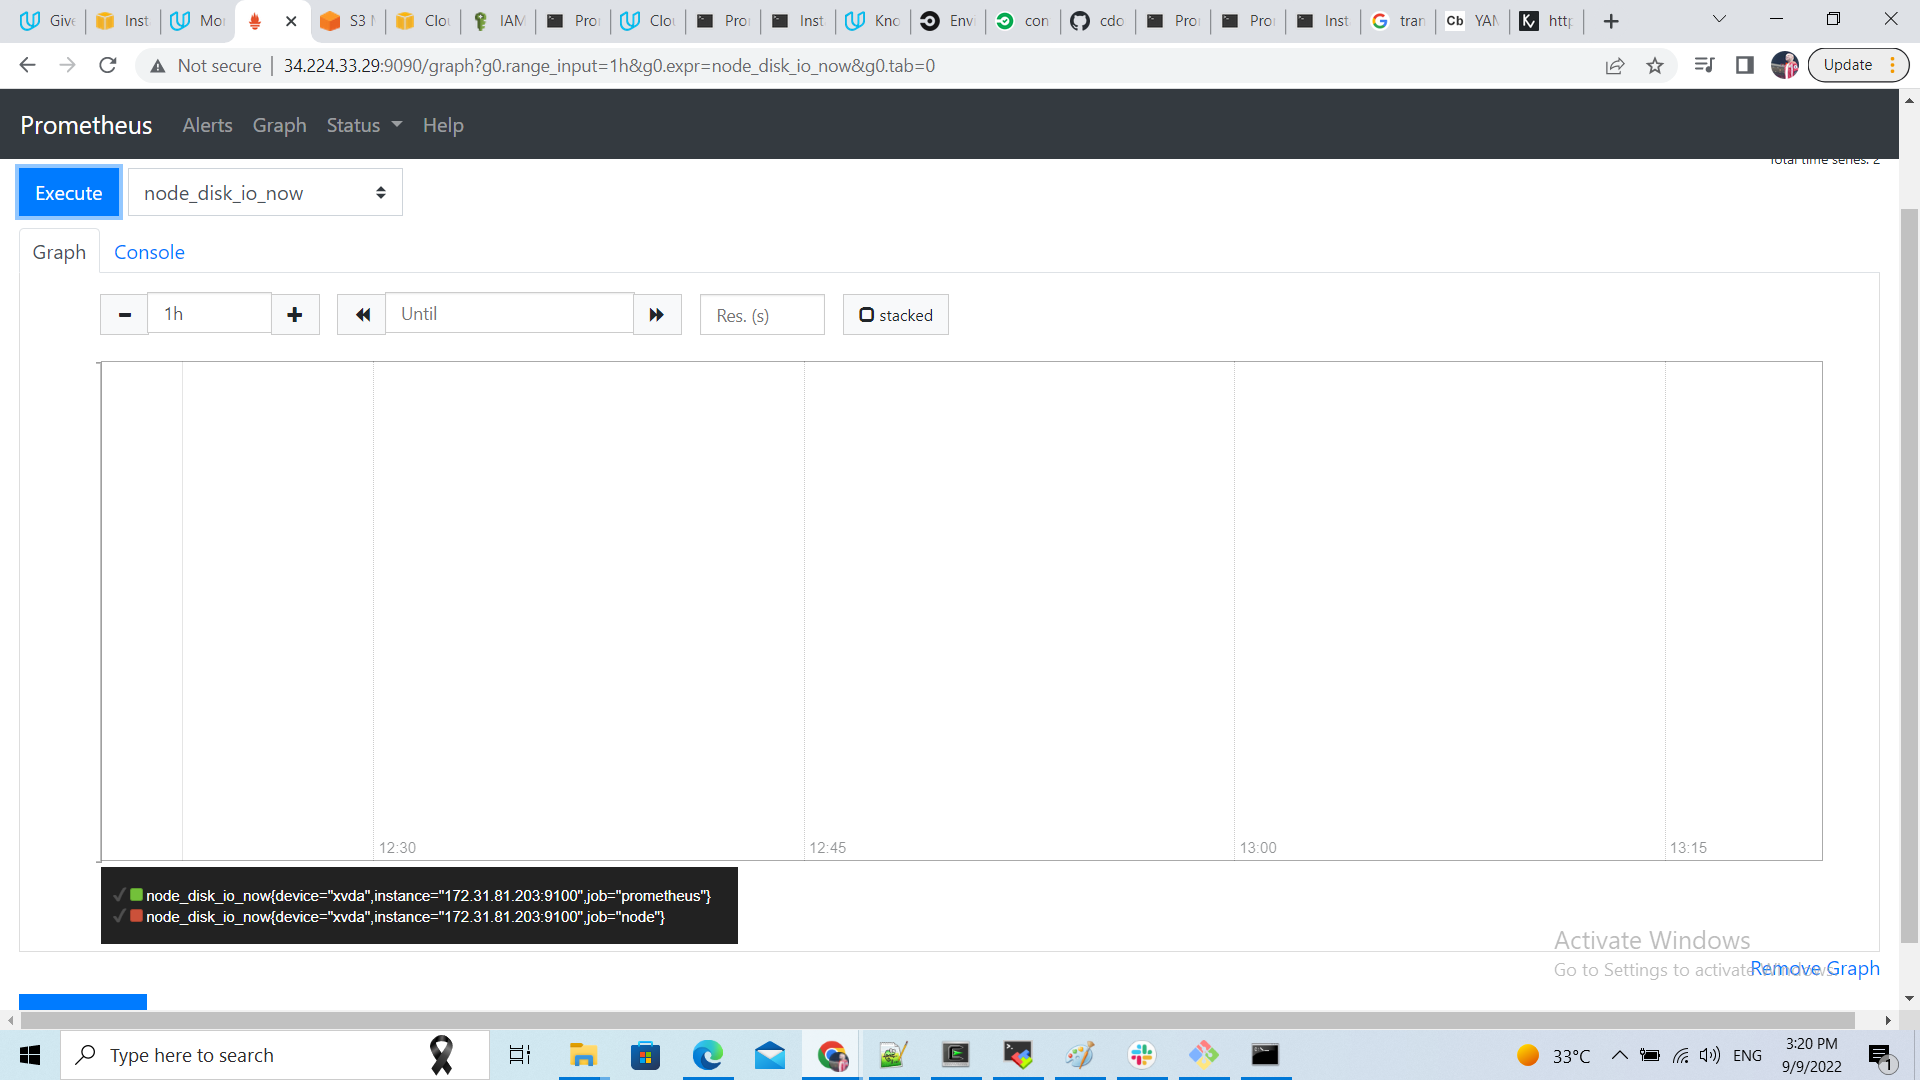 Give
Inst
Mo
S3 M
Clou
IAM
Pro
Clou
Pro
Inst
Kno
Envi
con
cdo
Pro
Pro
Inst
tran
Cb YAM
http
Not secure 34.224.33.29:9090/graph?g0.range_input=1h&g0.expr=node_disk_io_now&g0.tab=0
Update
Prometheus Alerts Graph Status Help
Total time series: 2
Execute node_disk_io_now
Graph Console
1h Until Res. (s) stacked
12:30 12:45 13:00 13:15
node_disk_io_now{device="xvda",instance="172.31.81.203:9100",job="prometheus"}
node_disk_io_now{device="xvda",instance="172.31.81.203:9100",job="node"}
Activate Windows
Go to Settings to activate Windows.
Remove Graph
Type here to search
33°C ENG
3:20 PM
9/9/2022
1